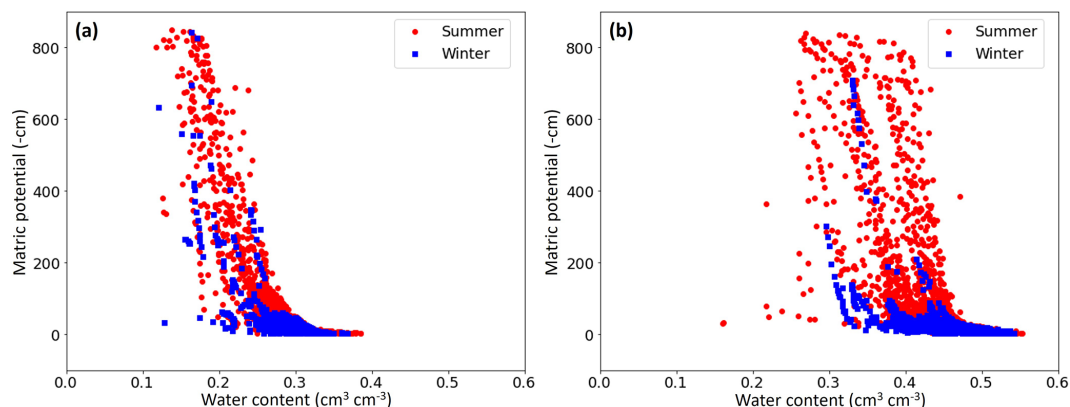 (a)
Summer
Winter
Matric potential (-cm)
800
600
400
200
0
0.0 0.1 0.2 0.3 0.4 0.5 0.6
Water content (cm³ cm⁻³)
(b)
Summer
Winter
Matric potential (-cm)
800
600
400
200
0
0.0 0.1 0.2 0.3 0.4 0.5 0.6
Water content (cm³ cm⁻³)